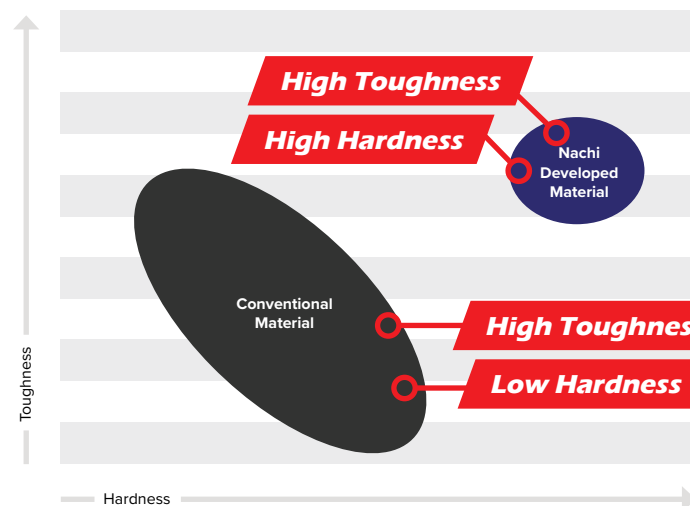 High Toughness
High Hardness
Nachi
Developed
Material
Conventional
Material
High Toughnes
Low Hardness
Toughness
Hardness